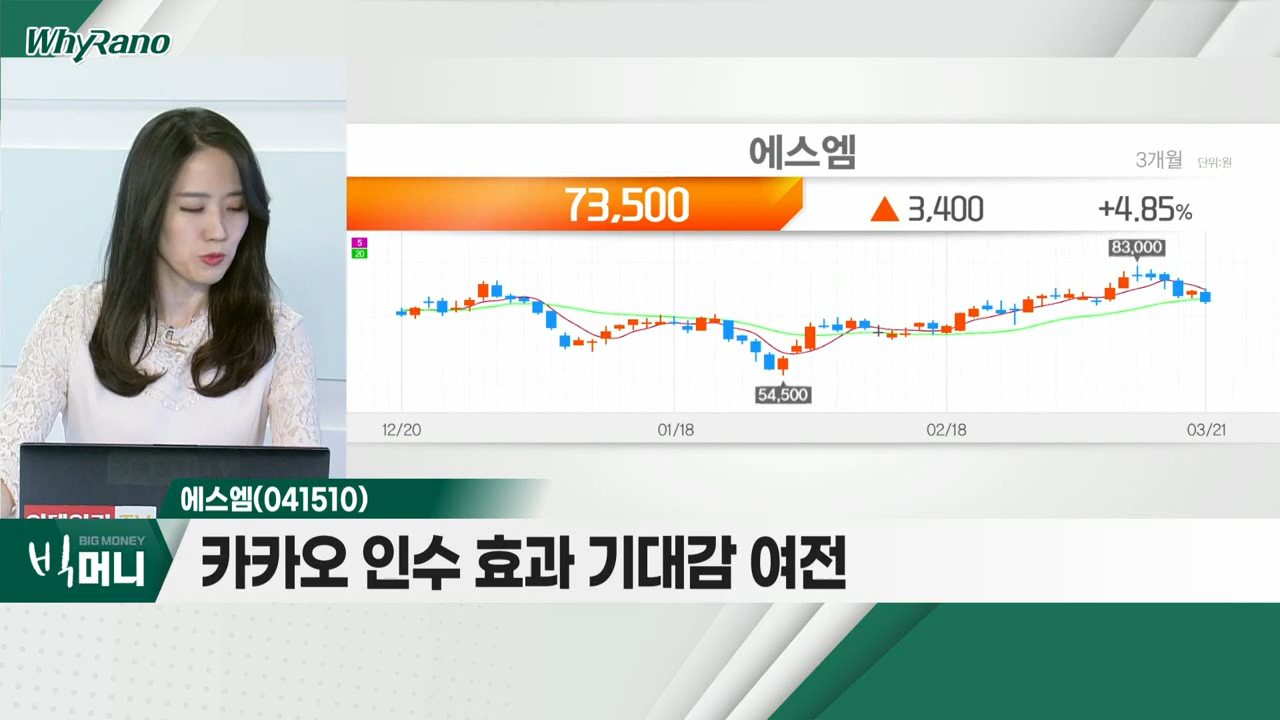 WhyRano
에스엠
3개월 단위:원
73,500 ▲ 3,400 +4.85%
5
20
83,000
54,500
12/20 01/18 02/18 03/21
에스엠(041510)
BIG MONEY
빅머니
카카오 인수 효과 기대감 여전